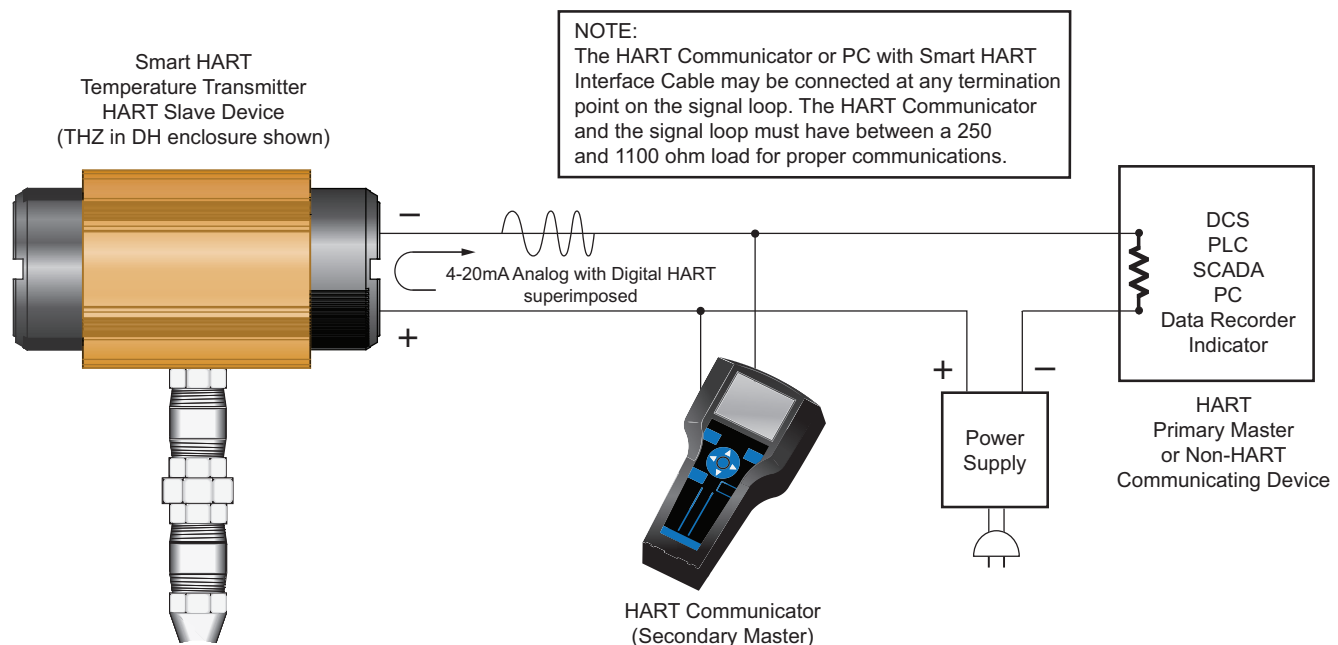 Smart HART
Temperature Transmitter
HART Slave Device
(THZ in DH enclosure shown)
NOTE:
The HART Communicator or PC with Smart HART
Interface Cable may be connected at any termination
point on the signal loop. The HART Communicator
and the signal loop must have between a 250
and 1100 ohm load for proper communications.
−
4-20mA Analog with Digital HART
superimposed
+
DCS
PLC
SCADA
PC
Data Recorder
Indicator
+ −
Power
Supply
HART
Primary Master
or Non-HART
Communicating Device
HART Communicator
(Secondary Master)